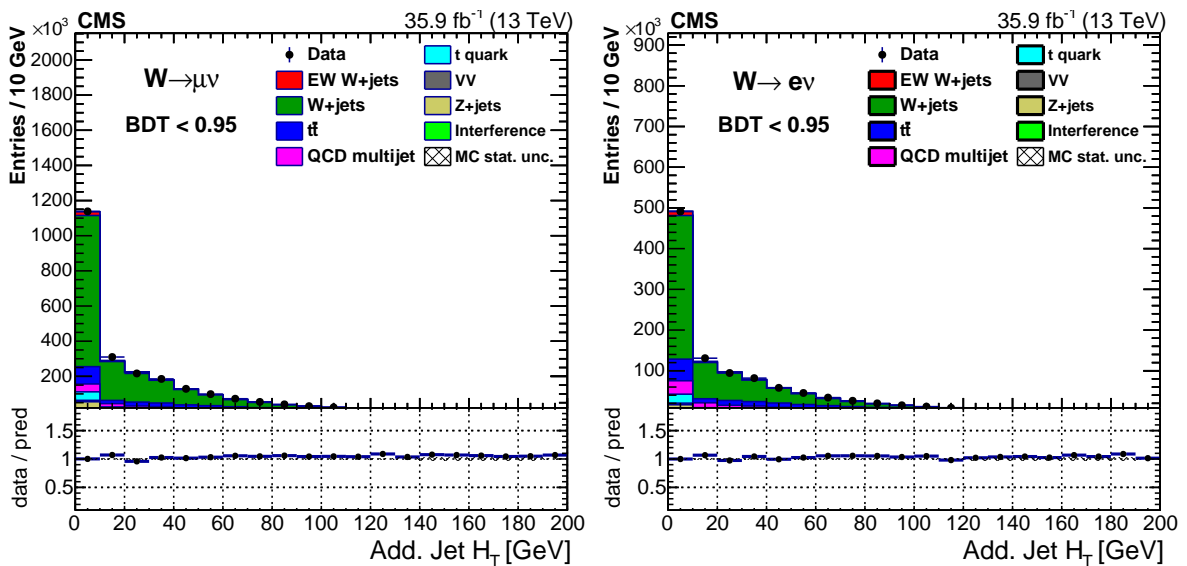 ×10³ CMS 35.9 fb⁻¹ (13 TeV)
Entries / 10 GeV
W→μν
BDT < 0.95
Data
EW W+jets
W+jets
tt̄
QCD multijet
t quark
VV
Z+jets
Interference
MC stat. unc.
2000
1800
1600
1400
1200
1000
800
600
400
200
data / pred
1.5
1
0.5
0 20 40 60 80 100 120 140 160 180 200
Add. Jet H_T [GeV]
×10³ CMS 35.9 fb⁻¹ (13 TeV)
Entries / 10 GeV
W→ eν
BDT < 0.95
Data
EW W+jets
W+jets
tt̄
QCD multijet
t quark
VV
Z+jets
Interference
MC stat. unc.
900
800
700
600
500
400
300
200
100
data / pred
1.5
1
0.5
0 20 40 60 80 100 120 140 160 180 200
Add. Jet H_T [GeV]